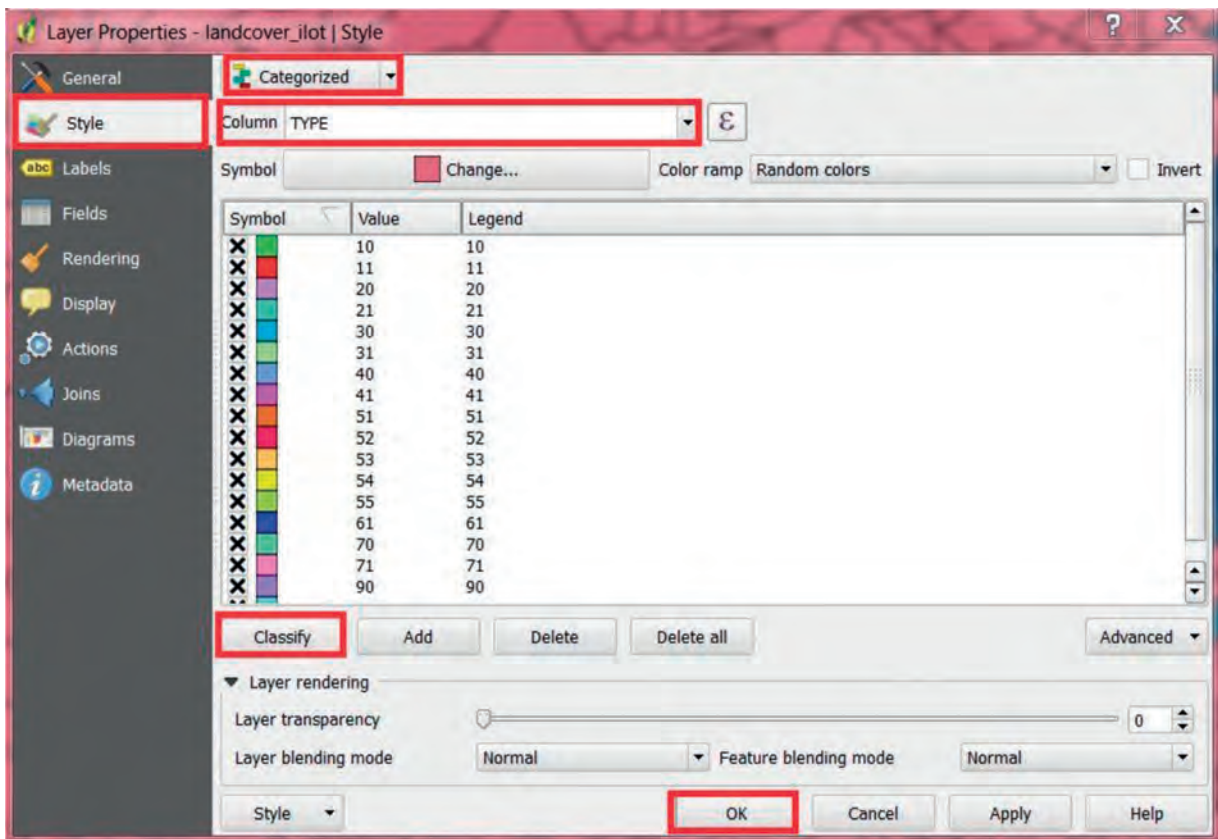 Layer Properties - landcover_ilot | Style
General
Style
Labels
Fields
Rendering
Display
Actions
Joins
Diagrams
Metadata
Categorized
Column TYPE ε
Symbol Change... Color ramp Random colors Invert
Symbol Value Legend
10 10
11 11
20 20
21 21
30 30
31 31
40 40
41 41
51 51
52 52
53 53
54 54
55 55
61 61
70 70
71 71
90 90
Classify Add Delete Delete all Advanced
Layer rendering
Layer transparency 0
Layer blending mode Normal Feature blending mode Normal
Style OK Cancel Apply Help
abc
?